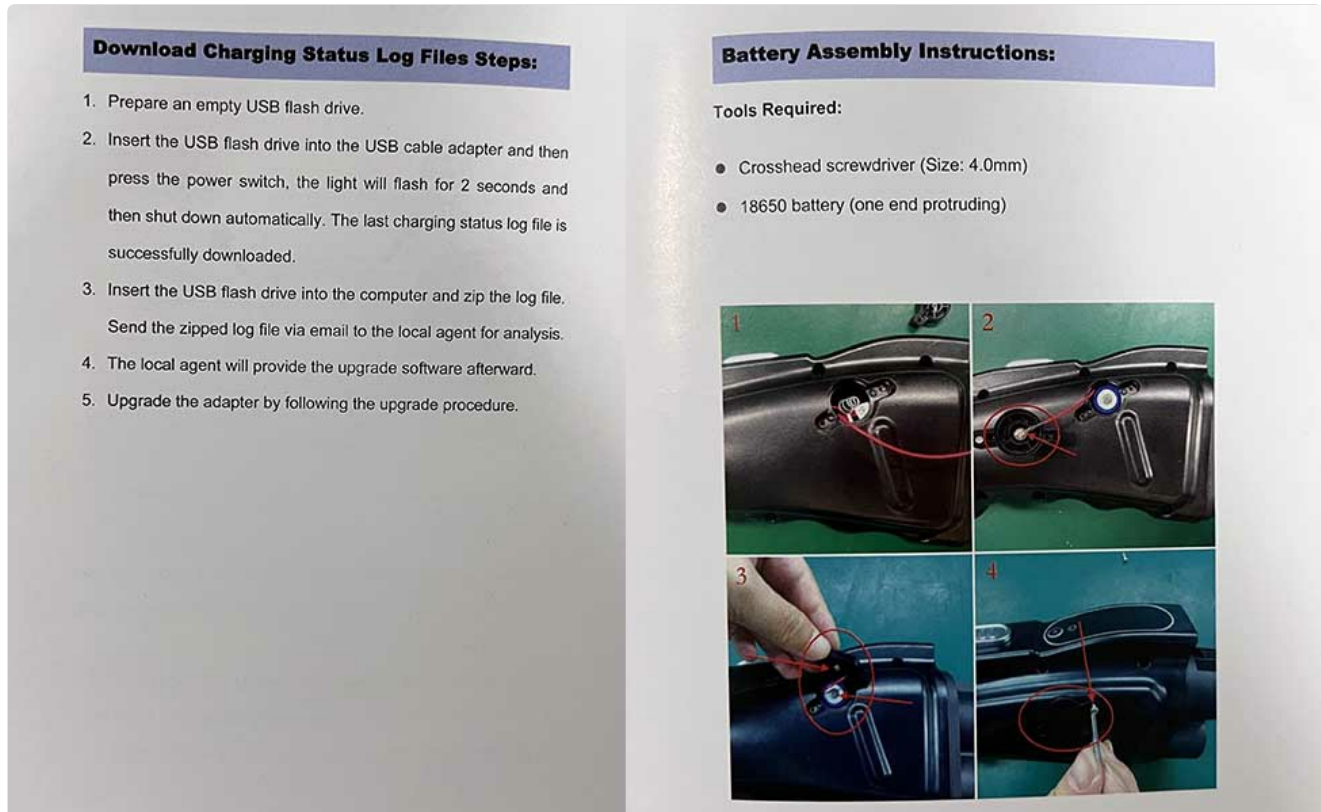 Download Charging Status Log Files Steps:
1. Prepare an empty USB flash drive.
2. Insert the USB flash drive into the USB cable adapter and then
press the power switch, the light will flash for 2 seconds and
then shut down automatically. The last charging status log file is
successfully downloaded.
3. Insert the USB flash drive into the computer and zip the log file.
Send the zipped log file via email to the local agent for analysis.
4. The local agent will provide the upgrade software afterward.
5. Upgrade the adapter by following the upgrade procedure.
Battery Assembly Instructions:
Tools Required:
● Crosshead screwdriver (Size: 4.0mm)
● 18650 battery (one end protruding)
1
2
3
4